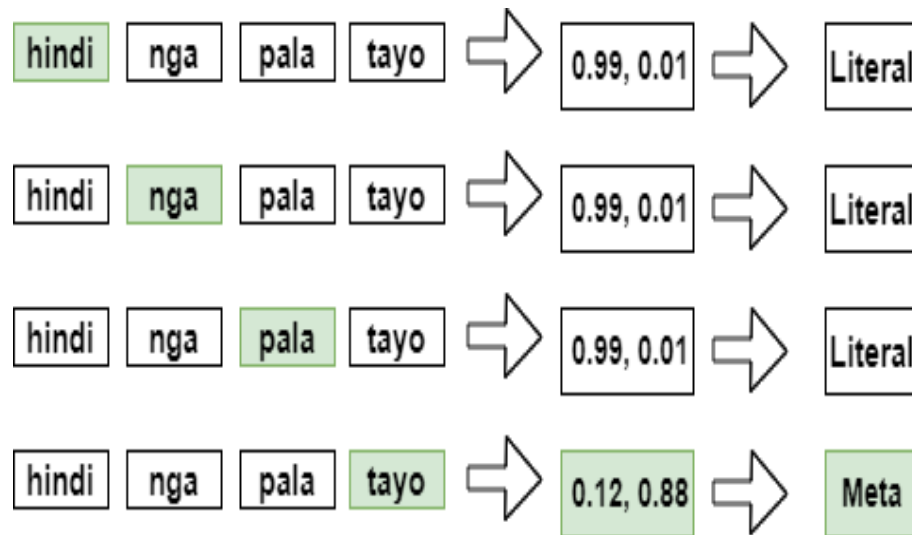 hindi nga pala tayo 0.99, 0.01 Literal
hindi nga pala tayo 0.99, 0.01 Literal
hindi nga pala tayo 0.99, 0.01 Literal
hindi nga pala tayo 0.12, 0.88 Meta